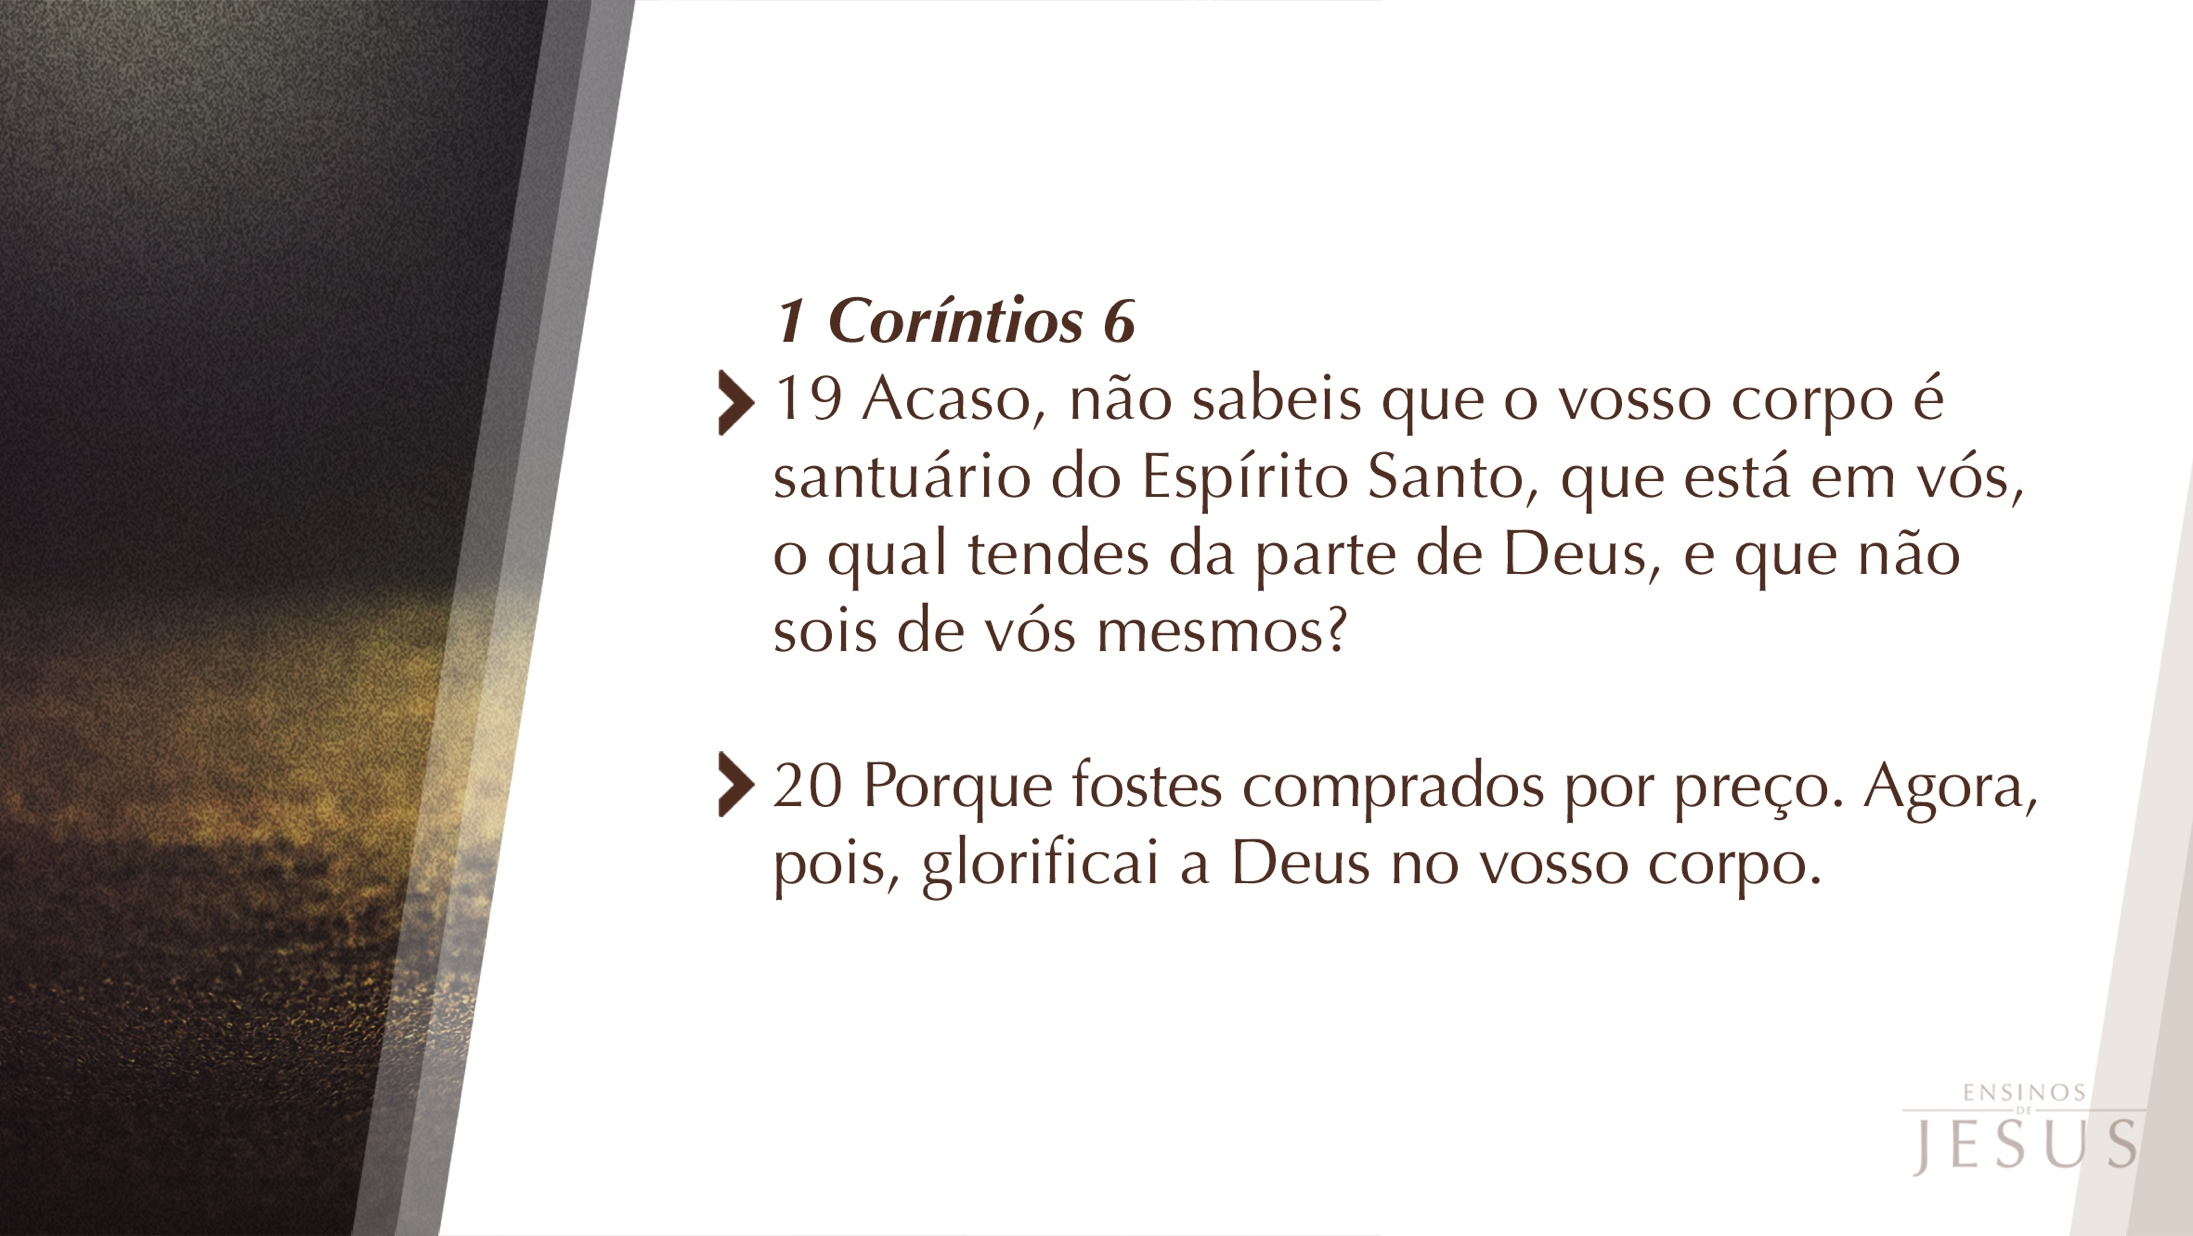 1 Coríntios 6
19 Acaso, não sabeis que o vosso corpo é
santuário do Espírito Santo, que está em vós,
o qual tendes da parte de Deus, e que não
sois de vós mesmos?
20 Porque fostes comprados por preço. Agora,
pois, glorificai a Deus no vosso corpo.
ENSINOS
DE
JESUS